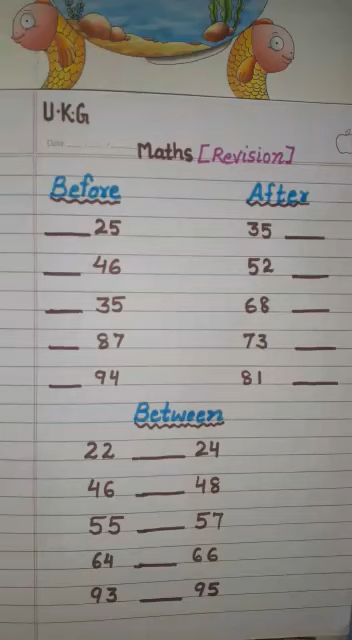 U.K.G
Date
Maths [Revision]
Before After
___ 25 35 ___
___ 46 52 ___
___ 35 68 ___
___ 87 73 ___
___ 94 81 ___
Between
22 ___ 24
46 ___ 48
55 ___ 57
64 ___ 66
93 ___ 95